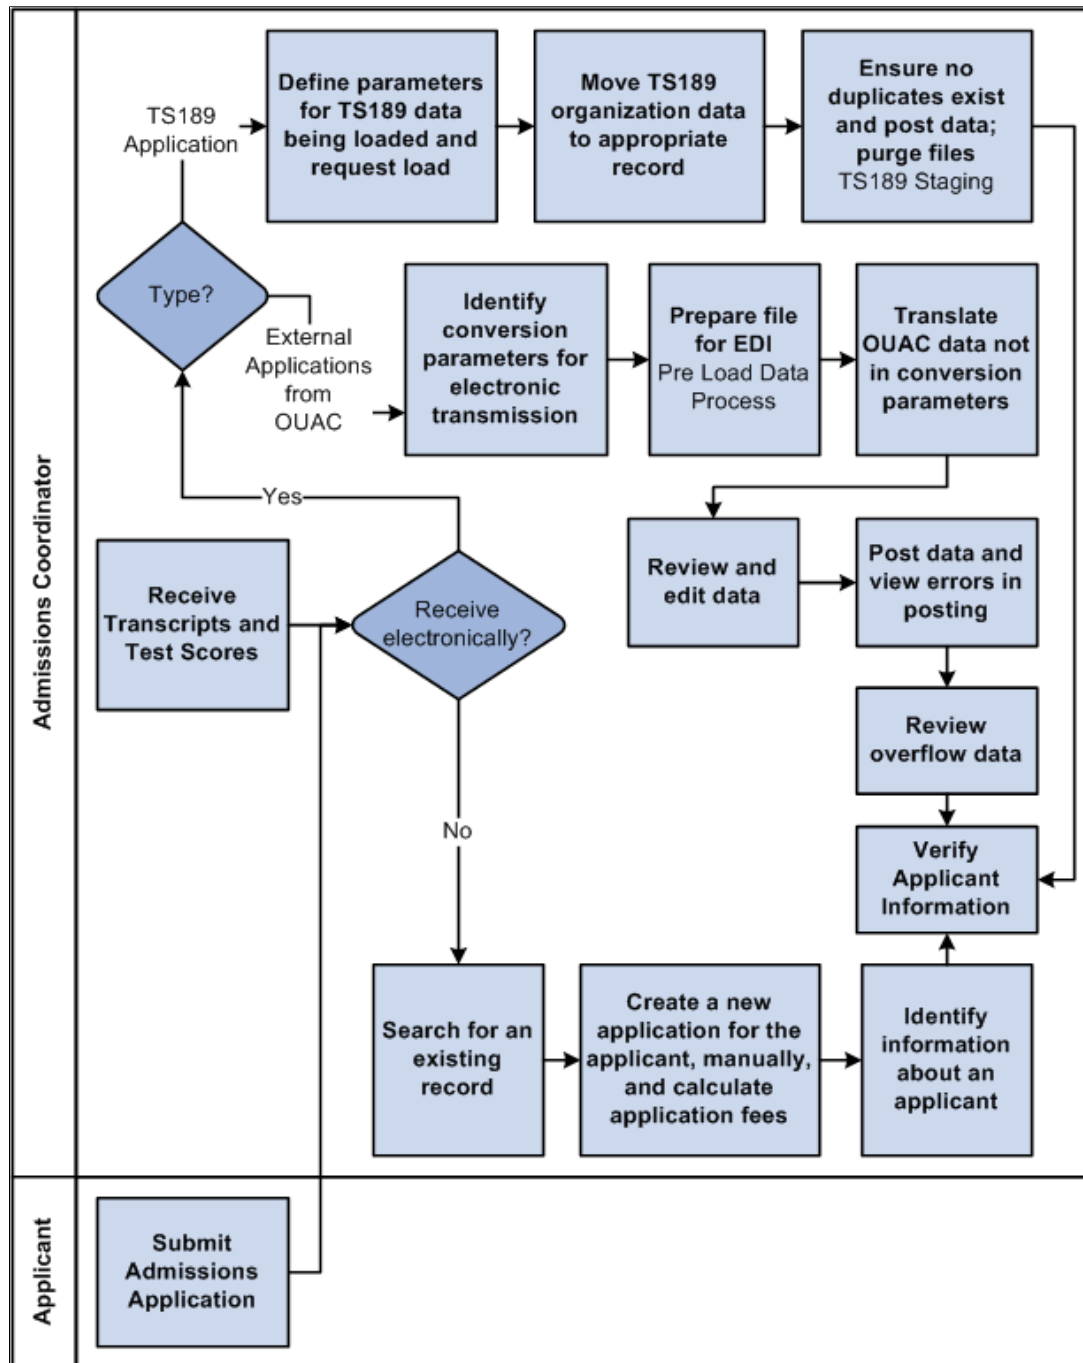 Admissions Coordinator
TS189
Application
Define parameters
for TS189 data
being loaded and
request load
Move TS189
organization data
to appropriate
record
Ensure no
duplicates exist
and post data;
purge files
TS189 Staging
Type?
External
Applications
from
OUAC
Identify
conversion
parameters for
electronic
transmission
Prepare file
for EDI
Pre Load Data
Process
Translate
OUAC data not
in conversion
parameters
Yes
Receive
Transcripts and
Test Scores
Receive
electronically?
Review and
edit data
Post data and
view errors in
posting
Review
overflow data
No
Verify
Applicant
Information
Search for an
existing
record
Create a new
application for the
applicant, manually,
and calculate
application fees
Identify
information
about an
applicant
Applicant
Submit
Admissions
Application